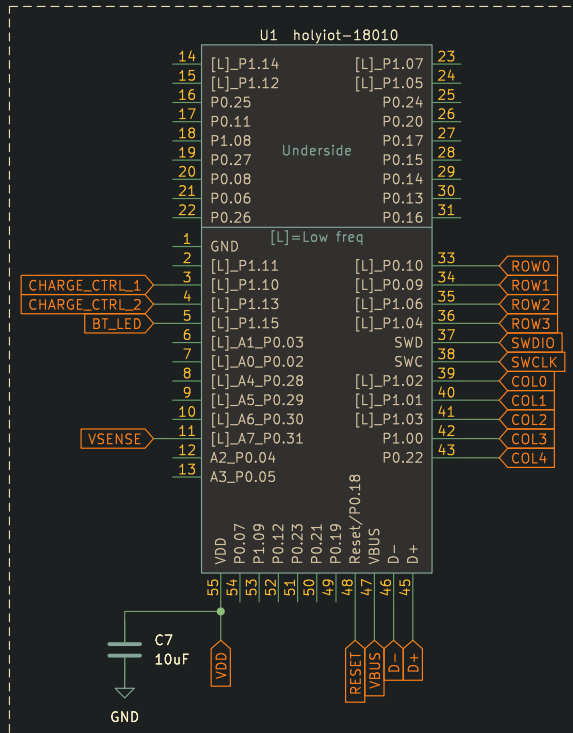 U1 holyiot-18010
14 [L]_P1.14 [L]_P1.07 23
15 [L]_P1.12 [L]_P1.05 24
16 P0.25 P0.24 25
17 P0.11 P0.20 26
18 P1.08 P0.17 27
19 P0.27 Underside P0.15 28
20 P0.08 P0.14 29
21 P0.06 P0.13 30
22 P0.26 P0.16 31
[L]=Low freq
1 GND
2 [L]_P1.11 [L]_P0.10 33 ROW0
CHARGE_CTRL_1 3 [L]_P1.10 [L]_P0.09 34 ROW1
CHARGE_CTRL_2 4 [L]_P1.13 [L]_P1.06 35 ROW2
BT_LED 5 [L]_P1.15 [L]_P1.04 36 ROW3
6 [L]_A1_P0.03 SWD 37 SWDIO
7 [L]_A0_P0.02 SWC 38 SWCLK
8 [L]_A4_P0.28 [L]_P1.02 39 COL0
9 [L]_A5_P0.29 [L]_P1.01 40 COL1
10 [L]_A6_P0.30 [L]_P1.03 41 COL2
VSENSE 11 [L]_A7_P0.31 P1.00 42 COL3
12 A2_P0.04 P0.22 43 COL4
13 A3_P0.05
VDD P0.07 P1.09 P0.12 P0.23 P0.21 P0.19 Reset/P0.18 VBUS D- D+
55 54 53 52 51 50 49 48 47 46 45
C7
10uF
VDD RESET VBUS D- D+
GND